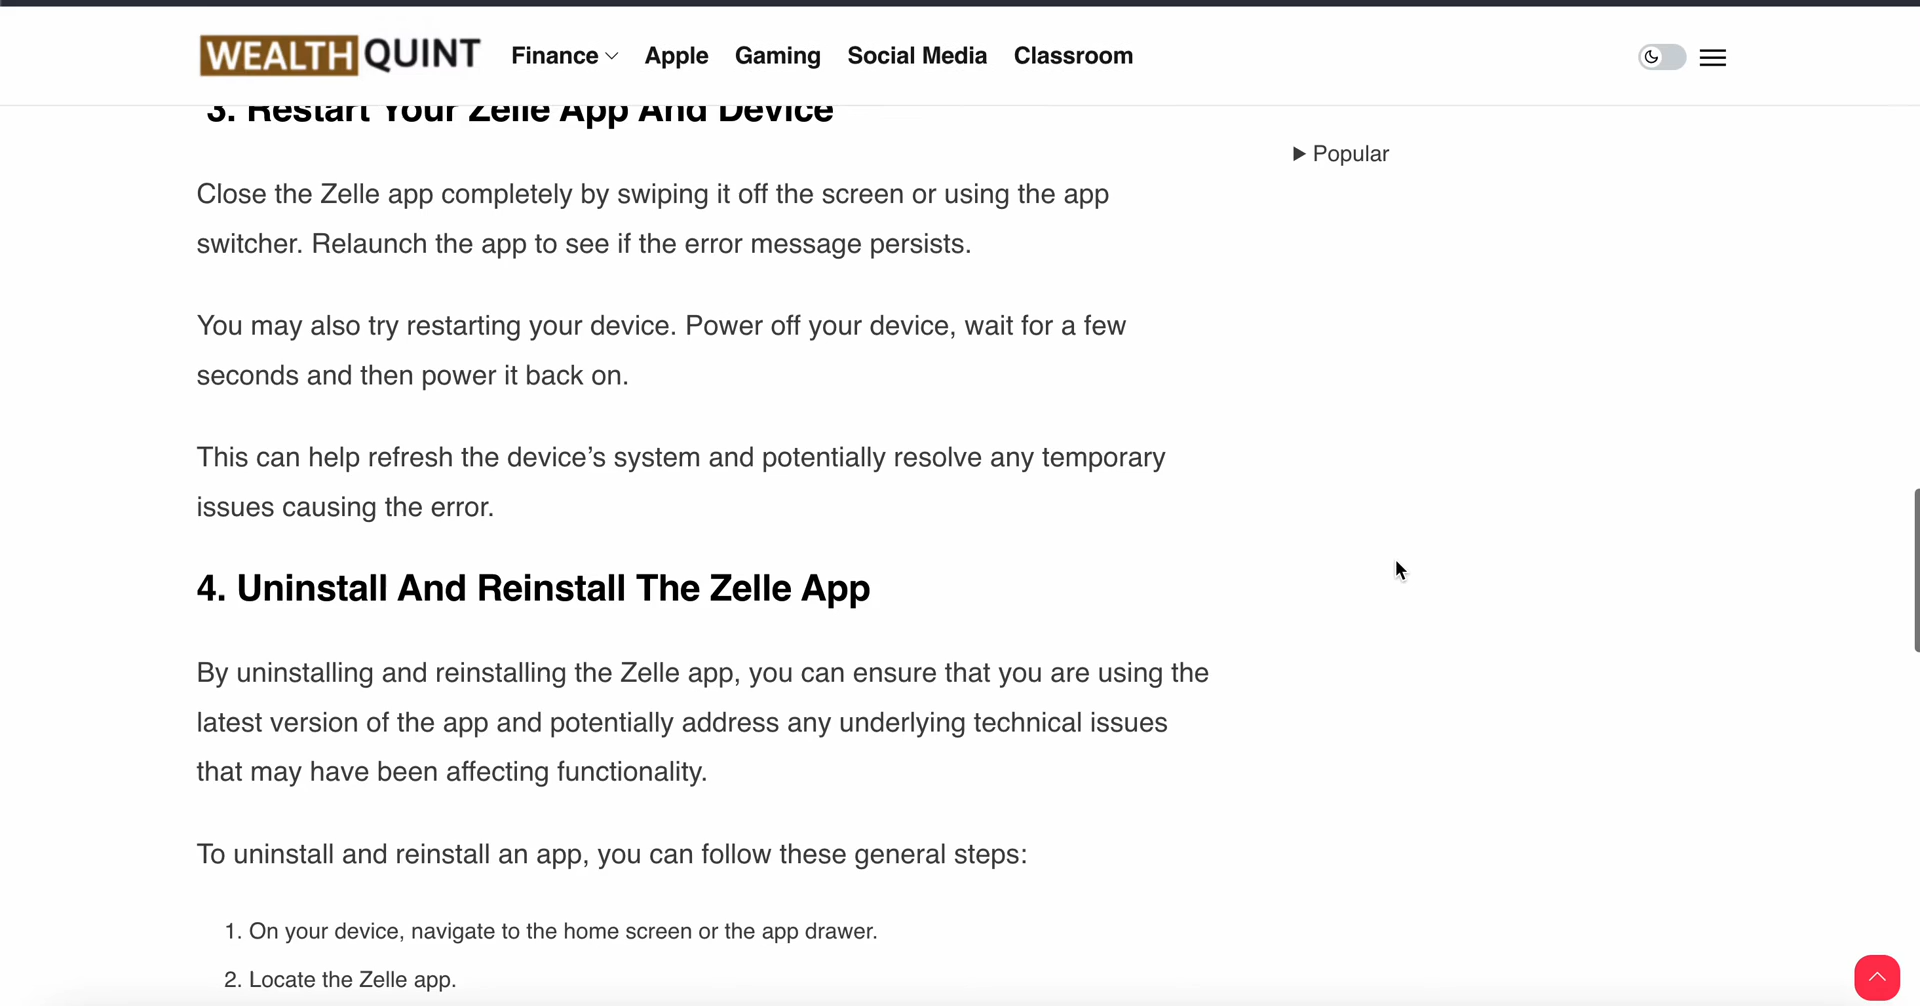 WEALTH QUINT Finance Apple Gaming Social Media Classroom
3. Restart Your Zelle App And Device
Popular
Close the Zelle app completely by swiping it off the screen or using the app
switcher. Relaunch the app to see if the error message persists.
You may also try restarting your device. Power off your device, wait for a few
seconds and then power it back on.
This can help refresh the device’s system and potentially resolve any temporary
issues causing the error.
4. Uninstall And Reinstall The Zelle App
By uninstalling and reinstalling the Zelle app, you can ensure that you are using the
latest version of the app and potentially address any underlying technical issues
that may have been affecting functionality.
To uninstall and reinstall an app, you can follow these general steps:
1. On your device, navigate to the home screen or the app drawer.
2. Locate the Zelle app.